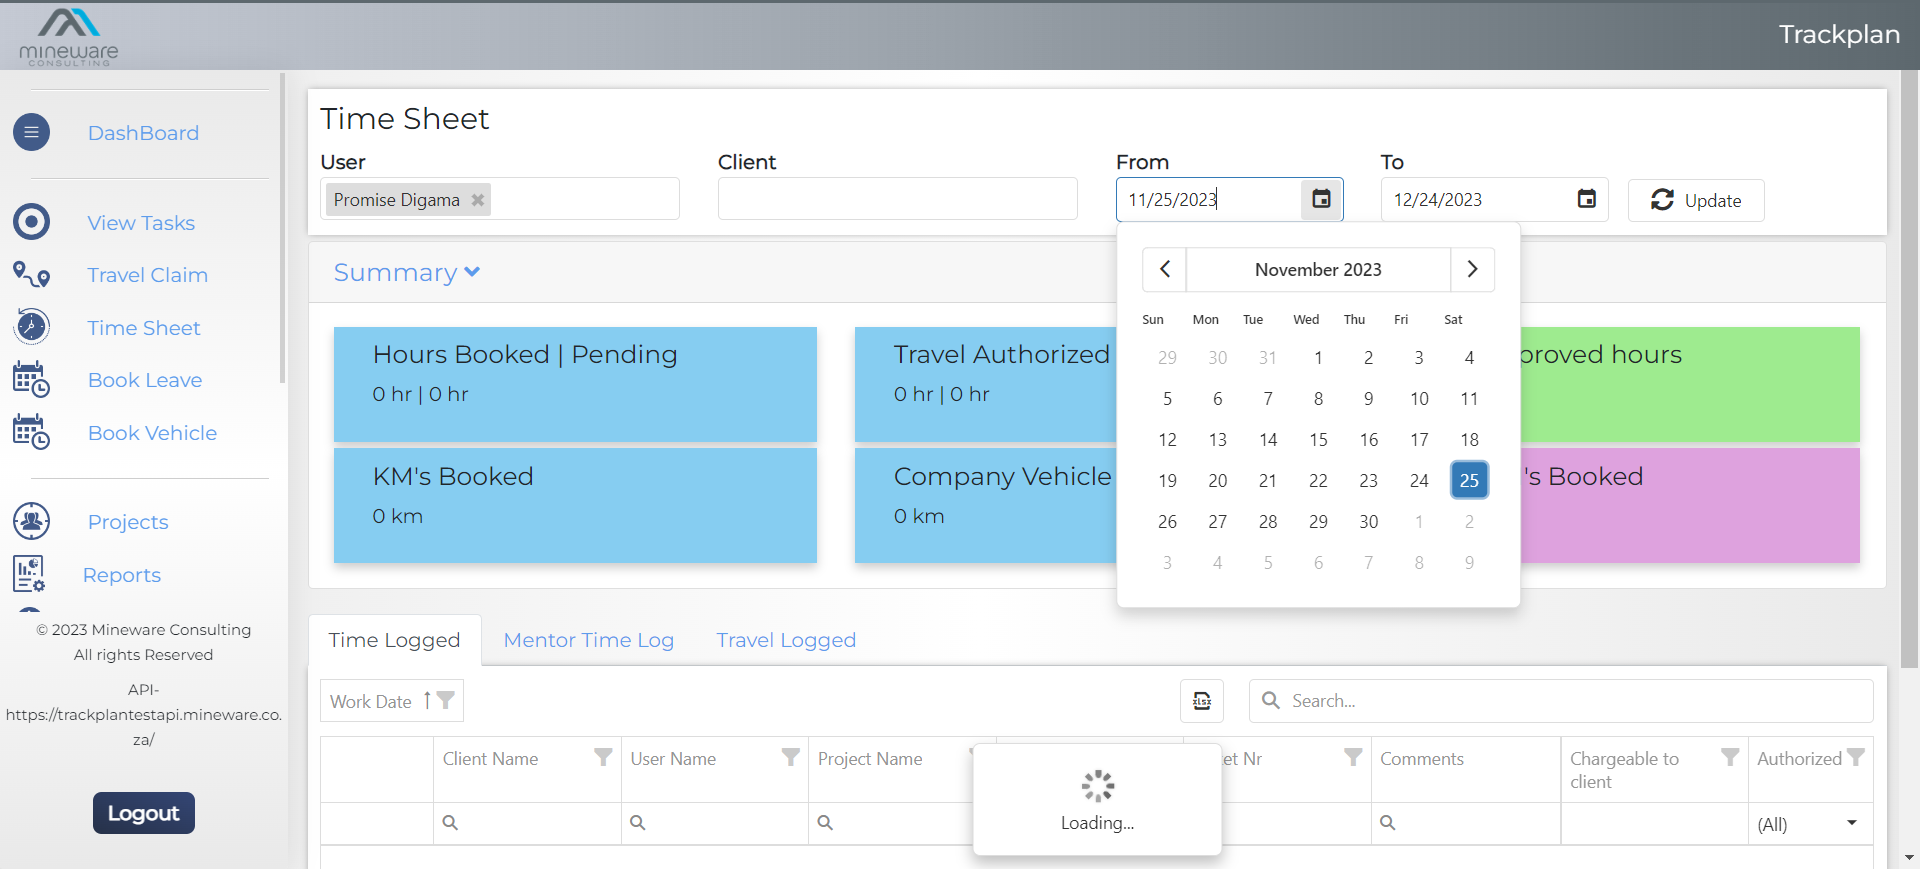 mineware
CONSULTING
Trackplan
DashBoard
View Tasks
Travel Claim
Time Sheet
Book Leave
Book Vehicle
Projects
Reports
© 2023 Mineware Consulting
All rights Reserved
API-
https://trackplantestapi.mineware.co.
za/
Logout
Time Sheet
User
Client
From
To
Promise Digama
11/25/2023
12/24/2023
Update
Summary
November 2023
Sun Mon Tue Wed Thu Fri Sat
29 30 31 1 2 3 4
5 6 7 8 9 10 11
12 13 14 15 16 17 18
19 20 21 22 23 24 25
26 27 28 29 30 1 2
3 4 5 6 7 8 9
Hours Booked | Pending
0 hr | 0 hr
Travel Authorized
0 hr | 0 hr
proved hours
KM's Booked
0 km
Company Vehicle
0 km
's Booked
Time Logged
Mentor Time Log
Travel Logged
Work Date
xlsx
Search...
Client Name
User Name
Project Name
et Nr
Comments
Chargeable to
client
Authorized
(All)
Loading...